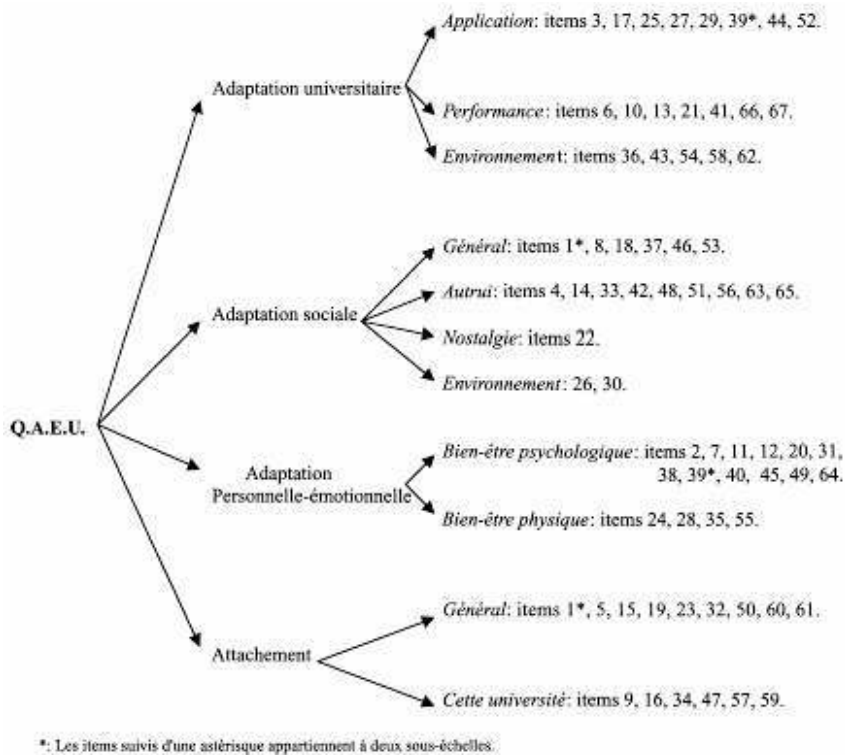 Application: items 3, 17, 25, 27, 29, 39*, 44, 52.
Adaptation universitaire
Performance: items 6, 10, 13, 21, 41, 66, 67.
Environnement: items 36, 43, 54, 58, 62.
Général: items 1*, 8, 18, 37, 46, 53.
Autrui: items 4, 14, 33, 42, 48, 51, 56, 63, 65.
Adaptation sociale
Nostalgie: items 22.
Environnement: 26, 30.
Q.A.E.U.
Bien-être psychologique: items 2, 7, 11, 12, 20, 31,
38, 39*, 40, 45, 49, 64.
Adaptation
Personnelle-émotionnelle
Bien-être physique: items 24, 28, 35, 55.
Général: items 1*, 5, 15, 19, 23, 32, 50, 60, 61.
Attachement
Cette université: items 9, 16, 34, 47, 57, 59.
*: Les items suivis d'une astérisque appartiennent à deux sous-échelles.